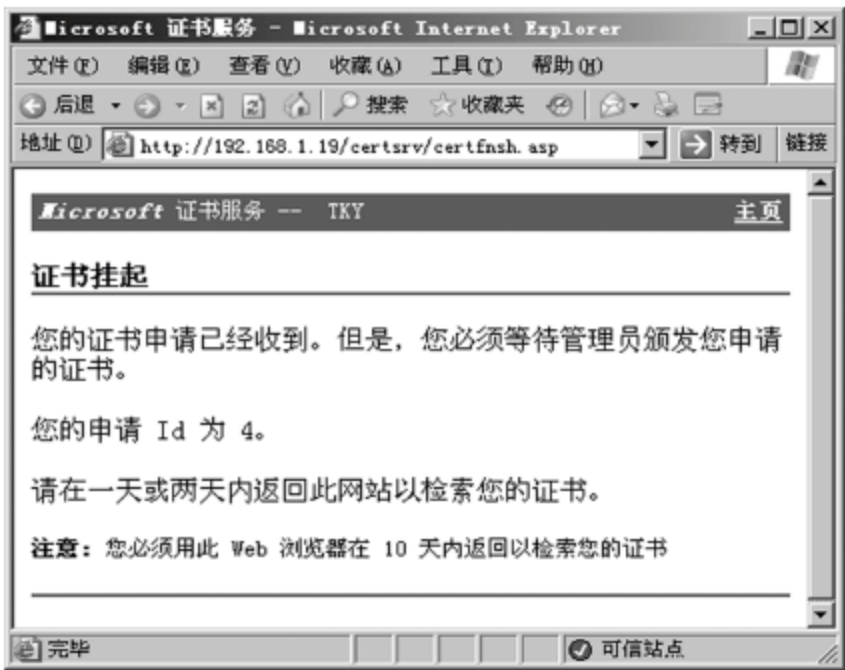 Microsoft 证书服务 - Microsoft Internet Explorer
文件(F) 编辑(E) 查看(V) 收藏(A) 工具(T) 帮助(H)
后退 搜索 收藏夹
地址(D) http://192.168.1.19/certsrv/certfnsh.asp 转到 链接
Microsoft 证书服务 -- TKY 主页
证书挂起
您的证书申请已经收到。但是，您必须等待管理员颁发您申请
的证书。
您的申请 Id 为 4。
请在一天或两天内返回此网站以检索您的证书。
注意：您必须用此 Web 浏览器在 10 天内返回以检索您的证书
完毕 可信站点